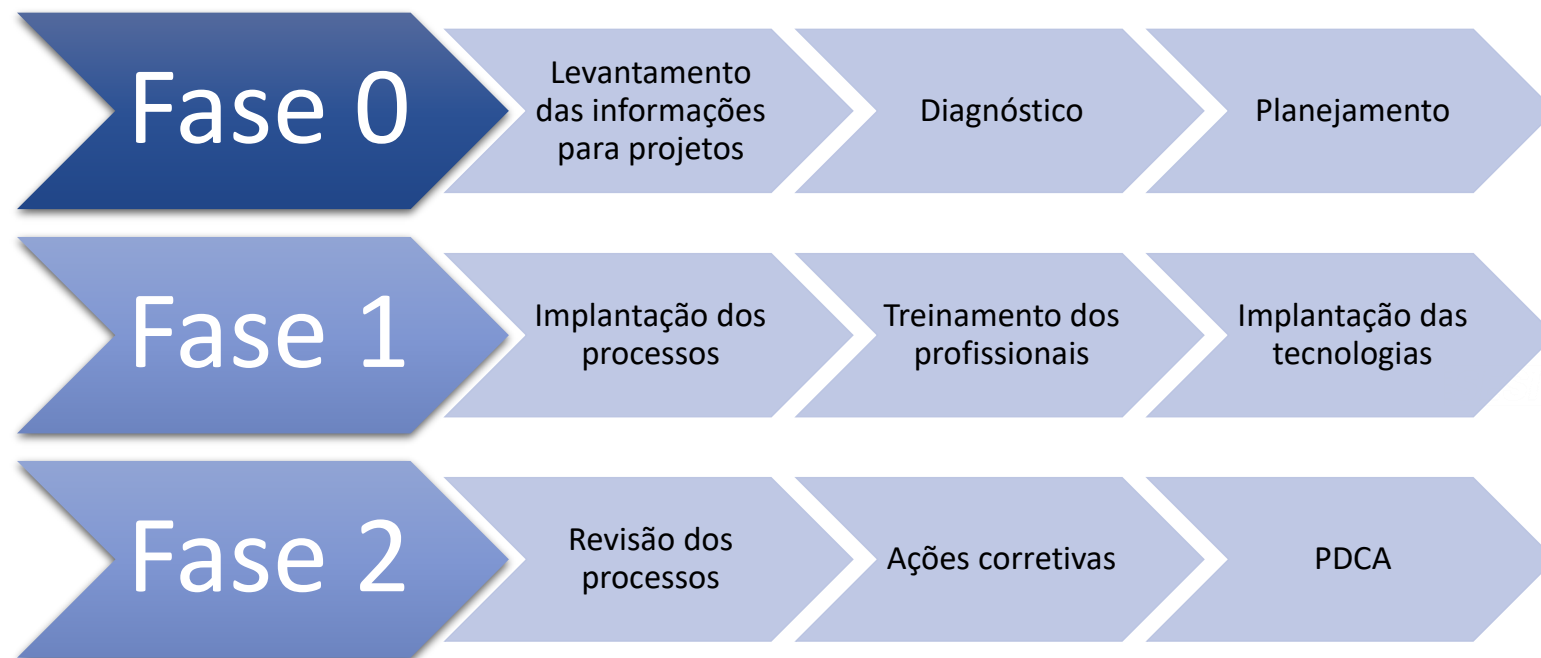 Fase 0
Levantamento
das informações
para projetos
Diagnóstico
Planejamento
Fase 1
Implantação dos
processos
Treinamento dos
profissionais
Implantação das
tecnologias
Fase 2
Revisão dos
processos
Ações corretivas
PDCA